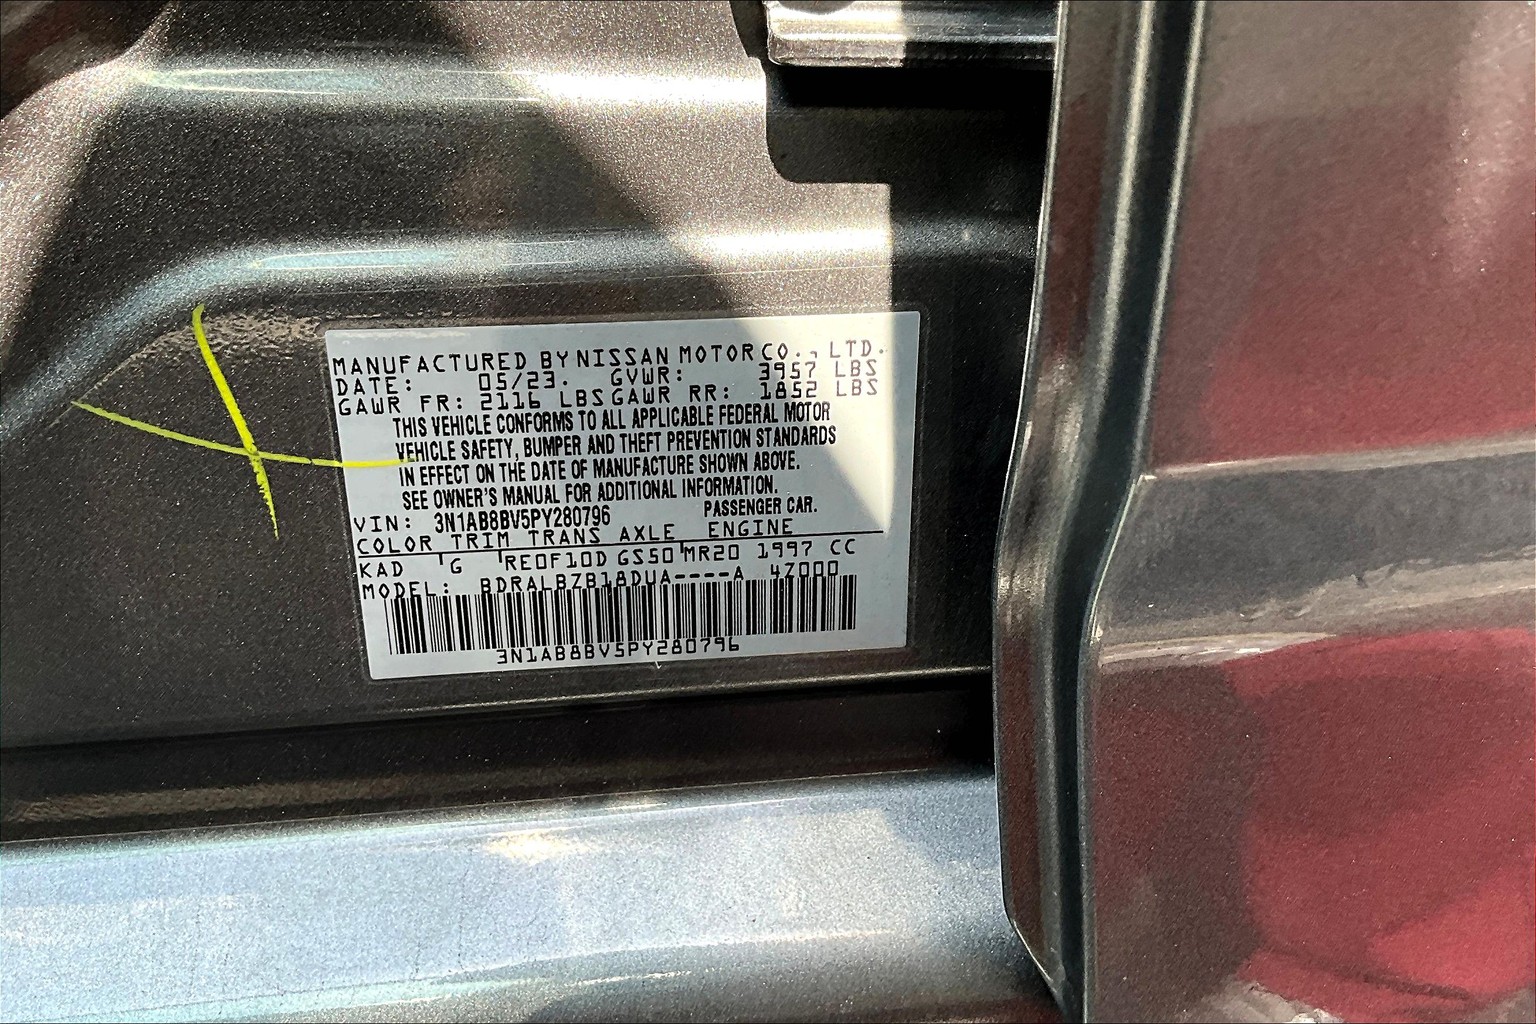 MANUFACTURED BY NISSAN MOTOR CO., LTD.
DATE: 05/23. GVWR: 3957 LBS
GAWR FR: 2116 LBS GAWR RR: 1852 LBS
THIS VEHICLE CONFORMS TO ALL APPLICABLE FEDERAL MOTOR
VEHICLE SAFETY, BUMPER AND THEFT PREVENTION STANDARDS
IN EFFECT ON THE DATE OF MANUFACTURE SHOWN ABOVE.
SEE OWNER'S MANUAL FOR ADDITIONAL INFORMATION.
VIN: 3N1AB8BV5PY280796 PASSENGER CAR.
COLOR TRIM TRANS AXLE ENGINE
KAD G RE0F10D GS50 MR20 1997 CC
MODEL: BDRALBZB18DUA----A 4Z000
3N1AB8BV5PY280796